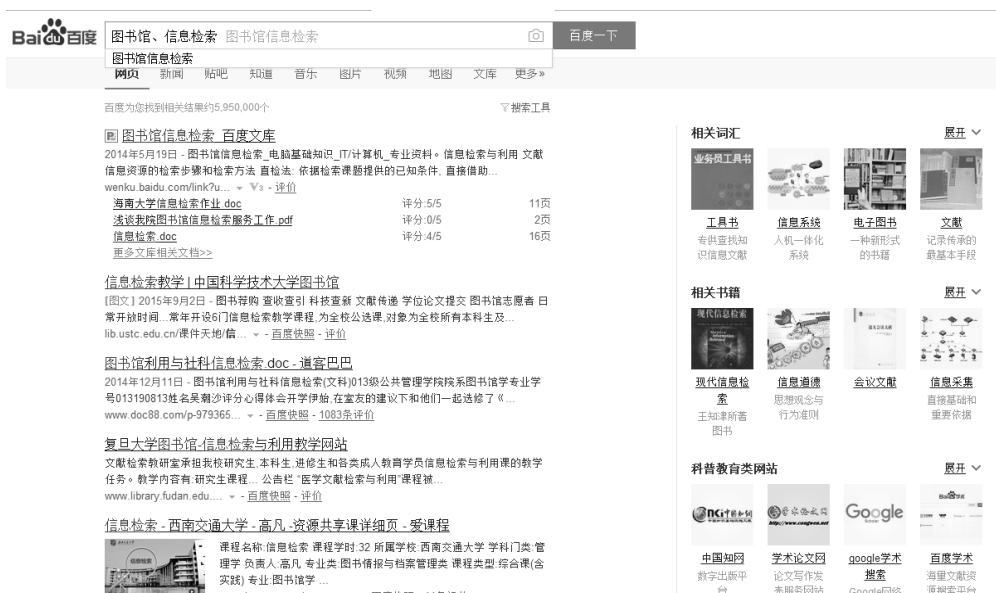 Baidu百度
图书馆、信息检索 图书馆信息检索
百度一下
图书馆信息检索
网页 新闻 贴吧 知道 音乐 图片 视频 地图 文库 更多»
百度为您找到相关结果约5,950,000个
搜索工具
图书馆信息检索_百度文库
2014年5月19日 - 图书馆信息检索_电脑基础知识_IT/计算机_专业资料。信息检索与利用 文献
信息资源的检索步骤和检索方法 直检法: 依据检索课题提供的已知条件, 直接借助...
wenku.baidu.com/link?u... - V3 - 评价
海南大学信息检索作业.doc 评分:5/5 11页
浅谈我院图书馆信息检索服务工作.pdf 评分:0/5 2页
信息检索.doc 评分:4/5 16页
更多文库相关文档>>
信息检索教学 | 中国科学技术大学图书馆
[图文] 2015年9月2日 - 图书荐购 查收查引 科技查新 文献传递 学位论文提交 图书馆志愿者 日
常开放时间...常年开设6门信息检索教学课程,为全校公选课,对象为全校所有本科生及...
lib.ustc.edu.cn/课件天地/信... - 百度快照 - 评价
图书馆利用与社科信息检索.doc - 道客巴巴
2014年12月11日 - 图书馆利用与社科信息检索(文科)013级公共管理学院院系图书馆学专业学
号013190813姓名吴潮沙评分心得体会开学伊始,在室友的建议下和他们一起选修了《...
www.doc88.com/p-979365... - 百度快照 - 1083条评价
复旦大学图书馆-信息检索与利用教学网站
文献检索教研室承担我校研究生,本科生,进修生和各类成人教育学员信息检索与利用课的教学
任务。教学内容有:研究生课程... 公告栏 “医学文献检索与利用”课程被...
www.library.fudan.edu.... - 百度快照 - 评价
信息检索 - 西南交通大学 - 高凡 -资源共享课详细页 - 爱课程
信息检索
课程名称:信息检索 课程学时:32 所属学校:西南交通大学 学科门类:管
理学 负责人:高凡 专业类:图书情报与档案管理类 课程类型:综合课(含
实践) 专业:图书馆学 ...
相关词汇 展开
业务员工具书
工具书 信息系统 电子图书 文献
专供查找知 人机一体化 一种新形式 记录传承的
识信息文献 系统 的书籍 最基本手段
相关书籍 展开
现代信息检索
现代信息检 信息道德 会议文献 信息采集
索 思想观念与 直接基础和
王知津所著 行为准则 重要依据
图书
科普教育类网站 展开
CNKI中国知网
学术论文网
http://www.congwen.net
Google
Scholar
Baidu学术
中国知网 学术论文网 google学术 百度学术
数字出版平 论文写作发 搜索 海量文献资
台 表服务网站 Google网络 源搜索平台